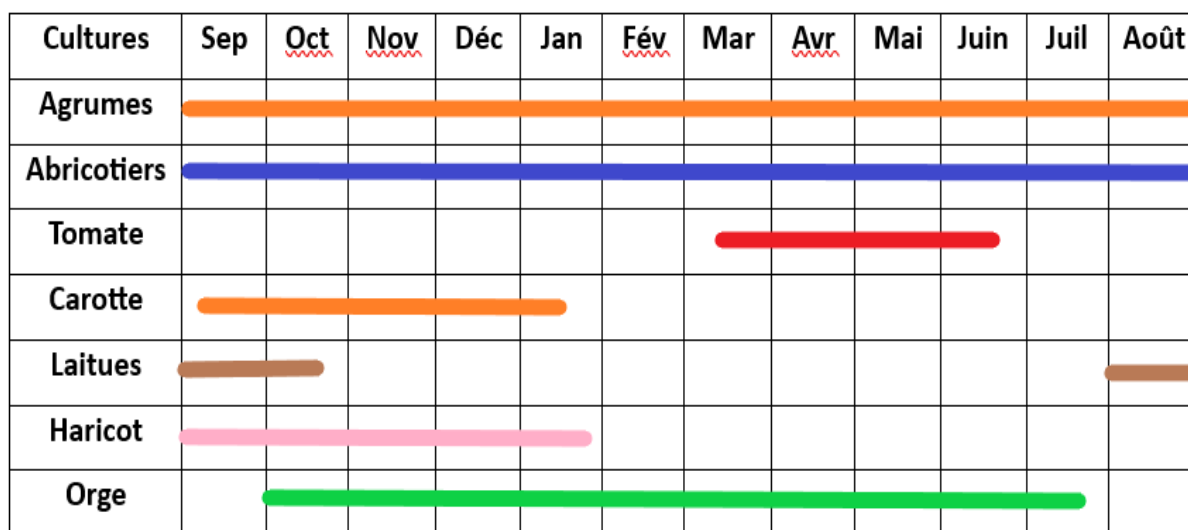 Cultures Sep Oct Nov Déc Jan Fév Mar Avr Mai Juin Juil Août
Agrumes
Abricotiers
Tomate
Carotte
Laitues
Haricot
Orge